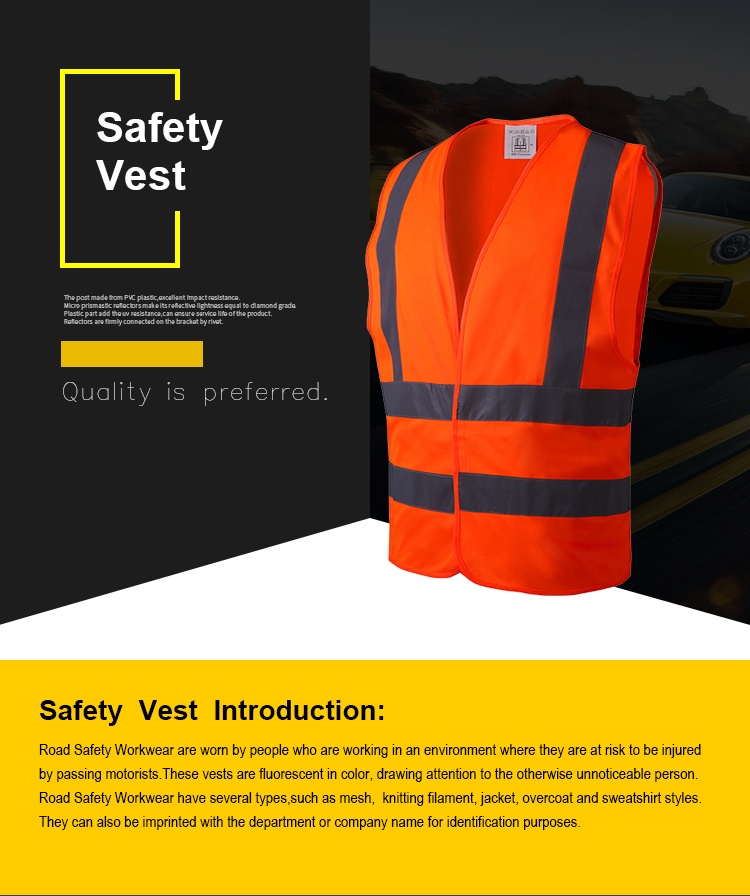 Safety
Vest
The post made from PVC plastic,excellent impact resistance.
Micro prismastic reflectors make its reflective lightness equal to diamond grade.
Plastic part add the uv resistance,can ensure service life of the product.
Reflectors are firmly connected on the bracket by rivet.
Quality is preferred.
Safety Vest Introduction:
Road Safety Workwear are worn by people who are working in an environment where they are at risk to be injured
by passing motorists.These vests are fluorescent in color, drawing attention to the otherwise unnoticeable person.
Road Safety Workwear have several types,such as mesh, knitting filament, jacket, overcoat and sweatshirt styles.
They can also be imprinted with the department or company name for identification purposes.